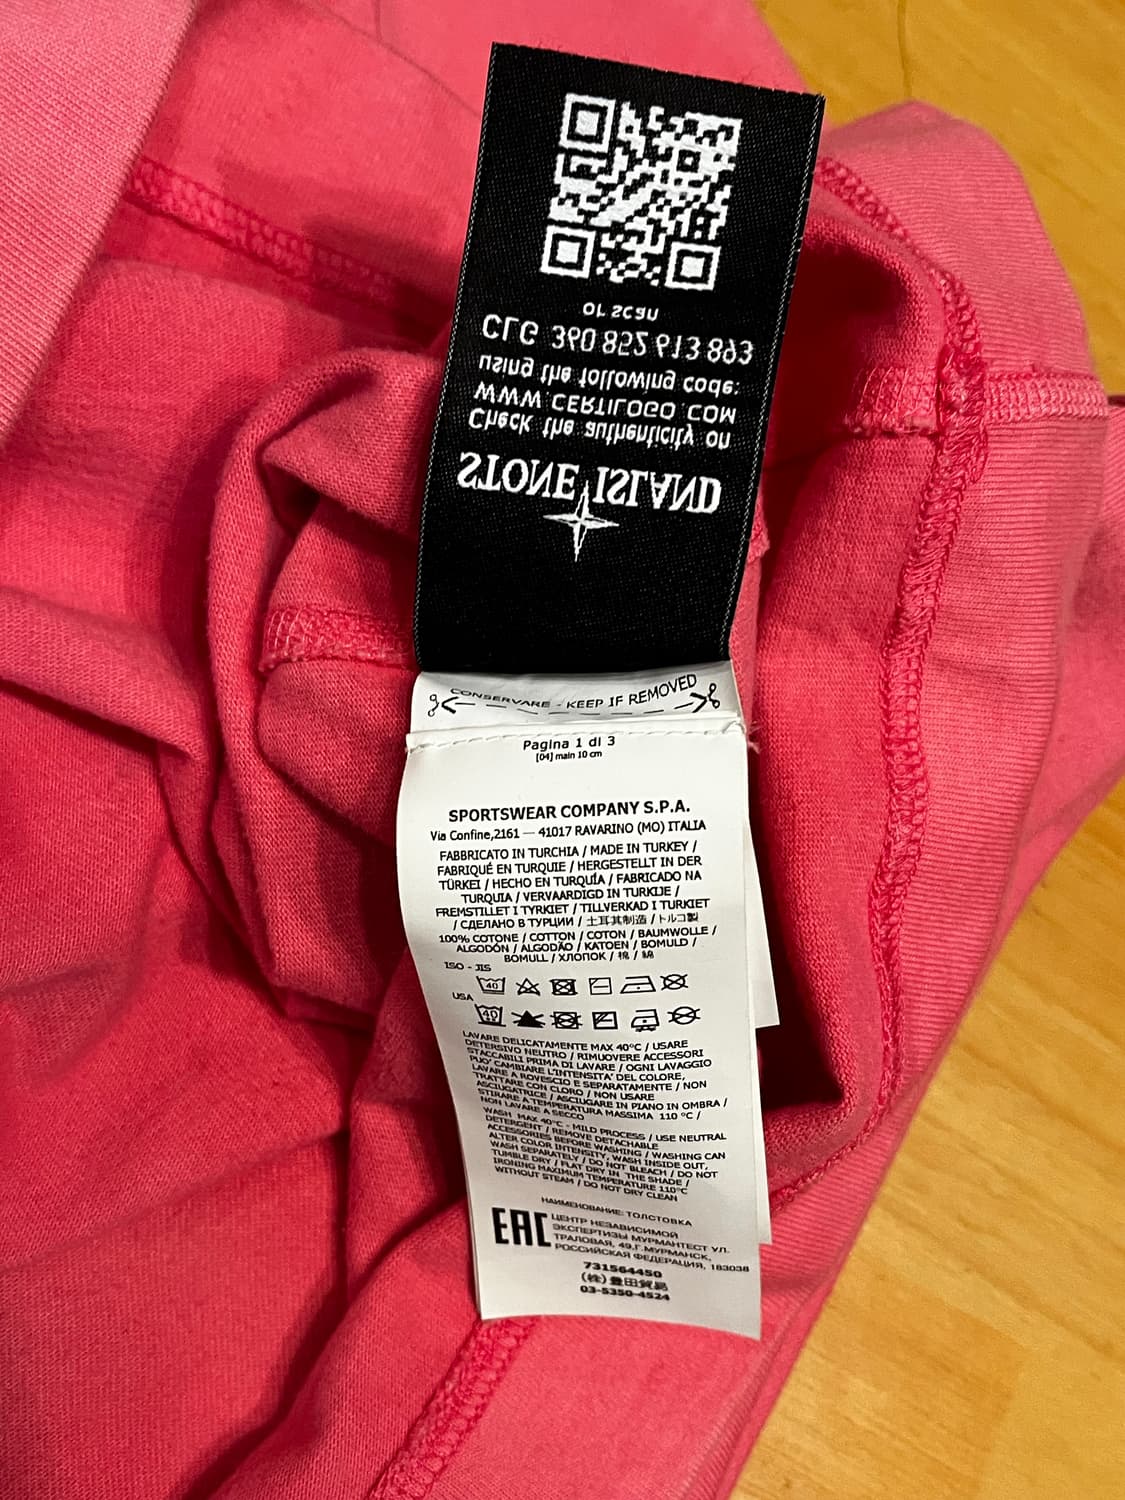 STONE ISLAND
Check the authenticity on
WWW.CERTILOGO.COM
using the following code:
CLG
or scan
CONSERVARE - KEEP IF REMOVED
Pagina 1 di 3
[04] main 10 cm
SPORTSWEAR COMPANY S.P.A.
Via Confine,2161 — 41017 RAVARINO (MO) ITALIA
FABBRICATO IN TURCHIA / MADE IN TURKEY /
FABRIQUÉ EN TURQUIE / HERGESTELLT IN DER
TÜRKEI / HECHO EN TURQUÍA / FABRICADO NA
TURQUIA / VERVAARDIGD IN TURKIJE /
FREMSTILLET I TYRKIET / TILLVERKAD I TURKIET
/ СДЕЛАНО В ТУРЦИИ / 土耳其制造 / トルコ製
100% COTONE / COTTON / COTON / BAUMWOLLE /
ALGODÓN / ALGODÃO / KATOEN / BOMULD /
BOMULL / ХЛОПОК / 棉 / 綿
ISO - JIS
40
USA
40
LAVARE DELICATAMENTE MAX 40°C / USARE
DETERSIVO NEUTRO / RIMUOVERE ACCESSORI
STACCABILI PRIMA DI LAVARE / OGNI LAVAGGIO
PUO' CAMBIARE L'INTENSITA' DEL COLORE,
LAVARE A ROVESCIO E SEPARATAMENTE / NON
TRATTARE CON CLORO / NON USARE
ASCIUGATRICE / ASCIUGARE IN PIANO IN OMBRA /
STIRARE A TEMPERATURA MASSIMA 110 °C /
NON LAVARE A SECCO
WASH MAX 40°C - MILD PROCESS / USE NEUTRAL
DETERGENT / REMOVE DETACHABLE
ACCESSORIES BEFORE WASHING / WASHING CAN
ALTER COLOR INTENSITY, WASH INSIDE OUT,
WASH SEPARATELY / DO NOT BLEACH / DO NOT
TUMBLE DRY / FLAT DRY IN THE SHADE /
IRONING MAXIMUM TEMPERATURE 110°C
WITHOUT STEAM / DO NOT DRY CLEAN
НАИМЕНОВАНИЕ: ТОЛСТОВКА
EAC
ЦЕНТР НЕЗАВИСИМОЙ
ЭКСПЕРТИЗЫ МУРМАНТЕСТ УЛ.
ТРАЛОВАЯ, 49,Г.МУРМАНСК,
РОССИЙСКАЯ ФЕДЕРАЦИЯ, 183038
731564450
(株)豊田貿易
03-5350-4524